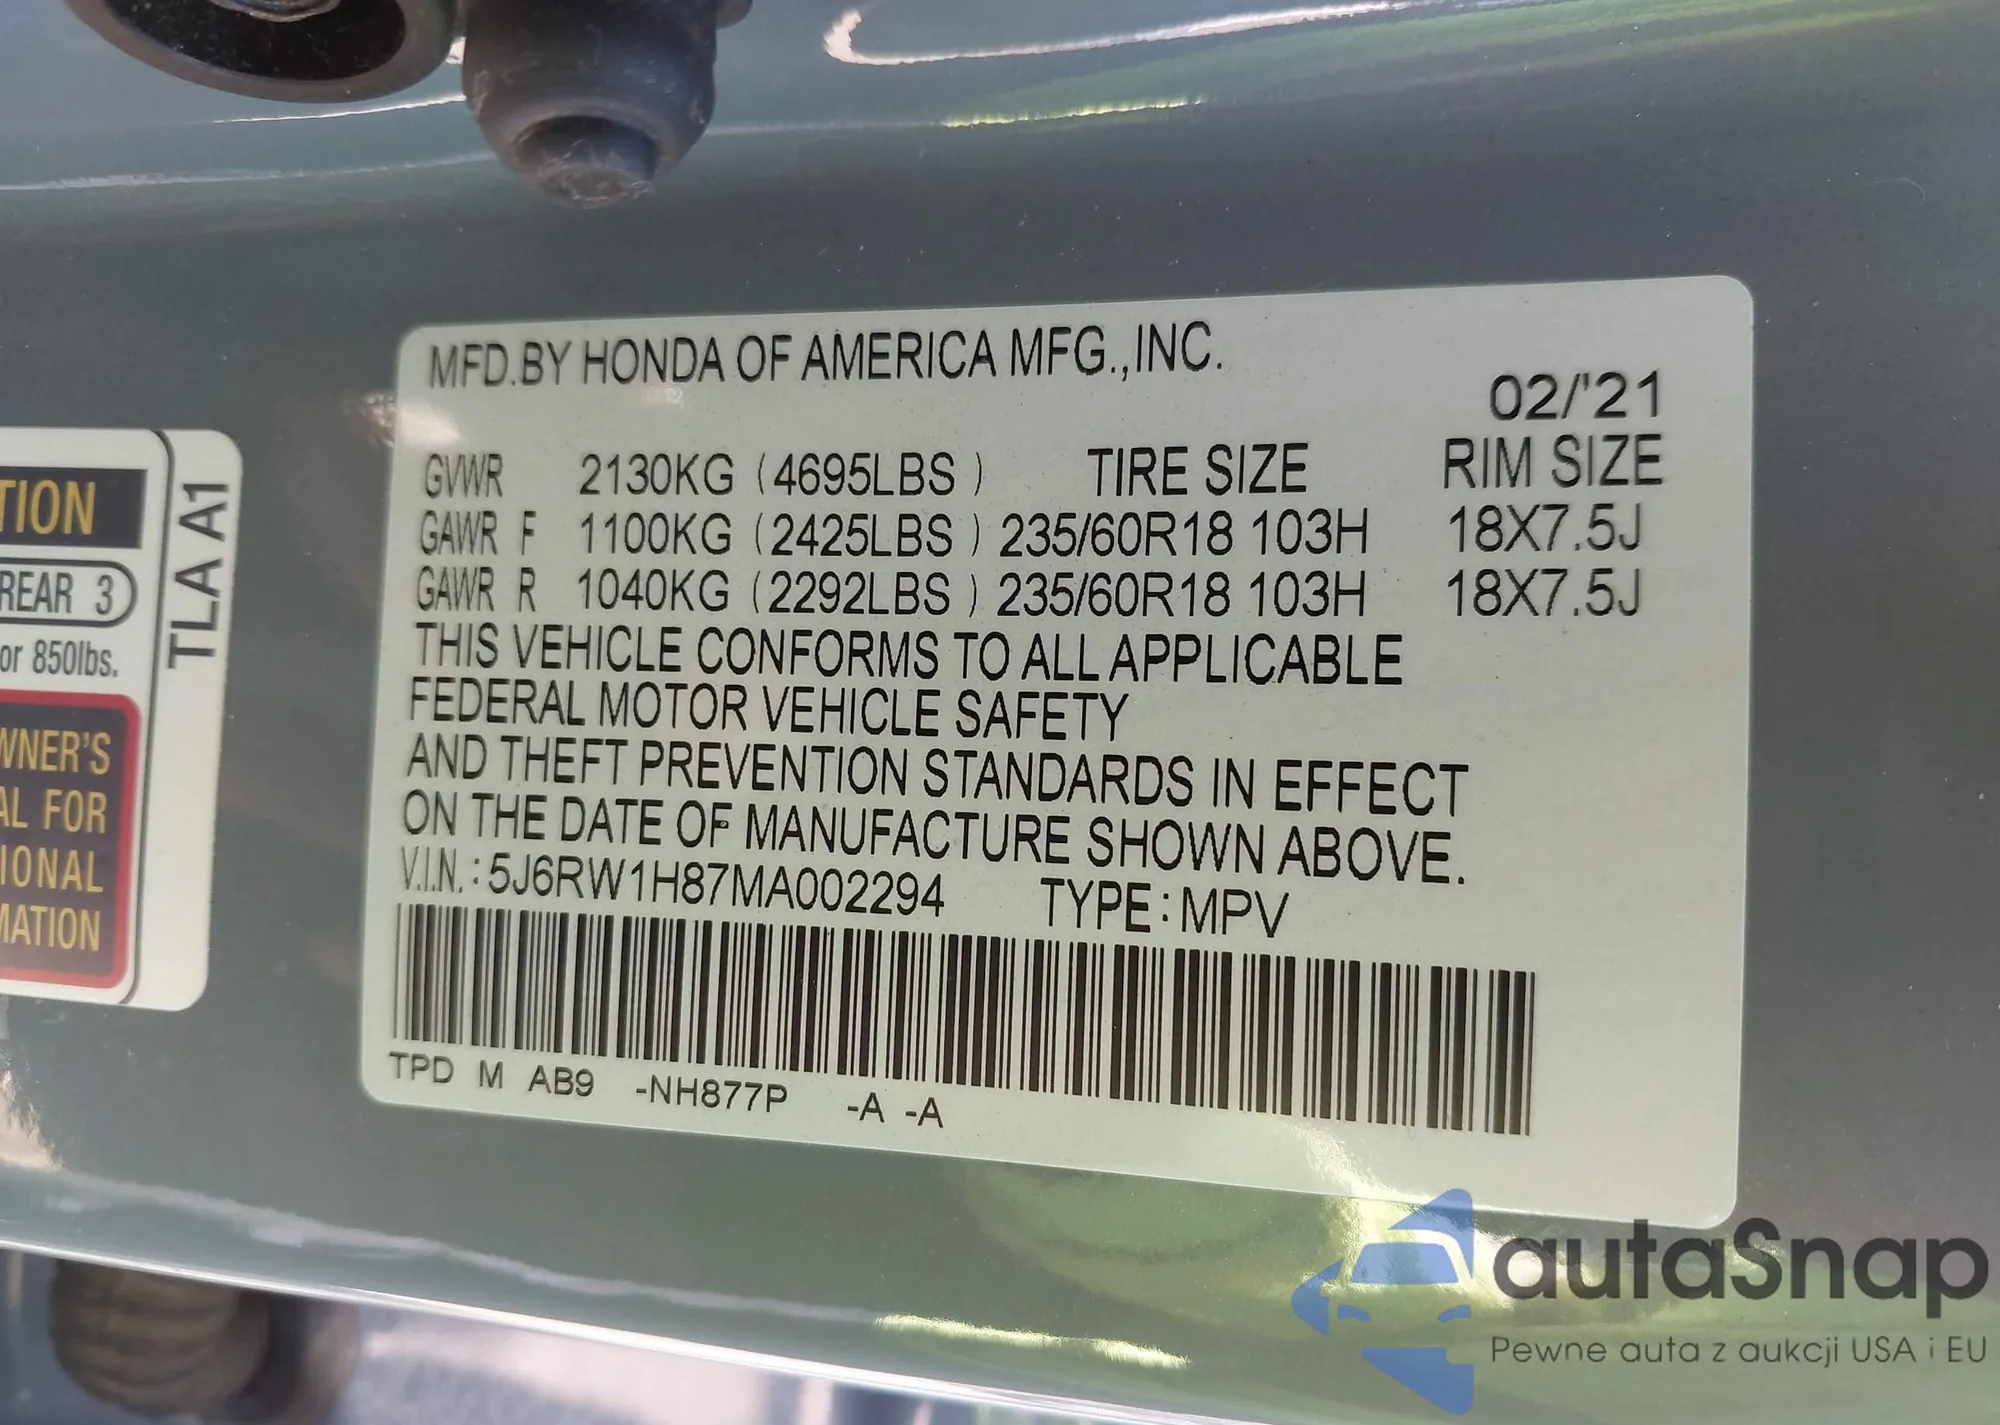 MFD.BY HONDA OF AMERICA MFG.,INC.
02/'21
GVWR 2130KG (4695LBS ) TIRE SIZE RIM SIZE
GAWR F 1100KG (2425LBS ) 235/60R18 103H 18X7.5J
GAWR R 1040KG (2292LBS ) 235/60R18 103H 18X7.5J
THIS VEHICLE CONFORMS TO ALL APPLICABLE
FEDERAL MOTOR VEHICLE SAFETY
AND THEFT PREVENTION STANDARDS IN EFFECT
ON THE DATE OF MANUFACTURE SHOWN ABOVE.
V.I.N.: 5J6RW1H87MA002294 TYPE: MPV
TPD M AB9 -NH877P -A -A
TION
REAR 3
or 850lbs.
WNER'S
AL FOR
IONAL
MATION
TLA A1
autaSnap
Pewne auta z aukcji USA i EU